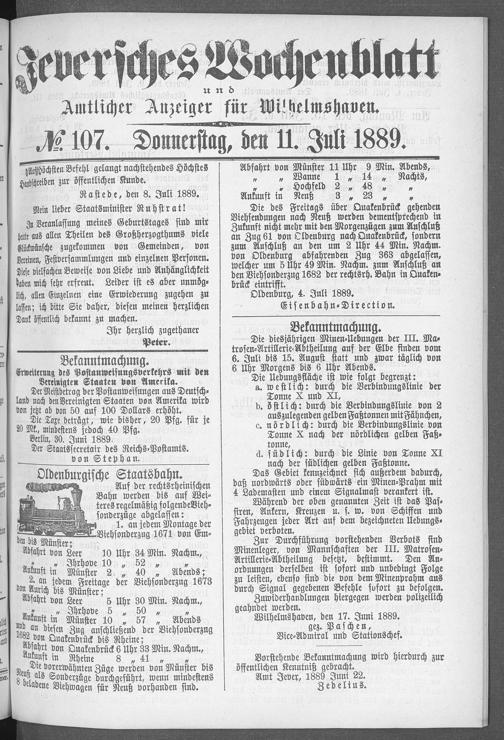 Jeversches Wochenblatt
und
Amtlicher Anzeiger für Wilhelmshaven.
No 107. Donnerstag, den 11. Juli 1889.
Allerhöchsten Befehl gelangt nachstehendes Höchstes
Handschreiben zur öffentlichen Kunde.
Rastede, den 8. Juli 1889.
Mein lieber Staatsminister Ruhstrat!
In Veranlassung meines Geburtstages sind mir
heute aus allen Theilen des Großherzogthums viele
Glückwünsche zugekommen von Gemeinden, von
Vereinen, Festversammlungen und einzelnen Personen.
Diese vielfachen Beweise von Liebe und Anhänglichkeit
haben mich sehr erfreut. Leider ist es aber unmög-
lich, allen Einzelnen eine Erwiderung zugehen zu
lassen; ich bitte Sie daher, diesen meinen herzlichen
Dank öffentlich bekannt zu machen.
Ihr herzlich zugethaner
Peter.
Bekanntmachung.
Erweiterung des Postanweisungsverkehrs mit den
Vereinigten Staaten von Amerika.
Der Meistbetrag der Postanweisungen aus Deutsch-
land nach den Vereinigten Staaten von Amerika wird
von jetzt ab von 50 auf 100 Dollars erhöht.
Die Taxe beträgt, wie bisher, 20 Pfg. für je
20 Mk., mindestens jedoch 40 Pfg.
Berlin, 30. Juni 1889.
Der Staatssecretair des Reichs-Postamts.
von Stephan.
Oldenburgische Staatsbahn.
Auf der rechtsrheinischen
Bahn werden bis auf Wei-
teres regelmäßig folgende Vieh-
sonderzüge abgelassen:
1. an jedem Montage der
Viehsonderzug 1671 von Em-
den bis Münster;
Abfahrt von Leer 10 Uhr 34 Min. Nachm.,
„ „ Ihrhove 10 „ 52 „ „
Ankunft in Münster 2 „ 40 „ Abends;
2. an jedem Freitage der Viehsonderzug 1673
von Aurich bis Münster;
Abfahrt von Leer 5 Uhr 30 Min. Nachm.,
„ „ Ihrhove 5 „ 50 „ „
Ankunft in Münster 10 „ 57 „ Abends
und an diesen Zug anschließend der Viehsonderzug
1682 von Quakenbrück bis Rheine;
Abfahrt von Quakenbrück 6 Uhr 33 Min. Nachm.,
Ankunft in Rheine 8 „ 41 „ „
Die vorerwähnten Züge werden von Münster bis
Neuß als Sonderzüge durchgeführt, wenn mindestens
8 beladene Viehwagen für Neuß vorhanden sind.
Abfahrt von Münster 11 Uhr 9 Min. Abends,
„ „ Wanne 1 „ 14 „ Nachts,
„ „ Hochfeld 2 „ 48 „ „
Ankunft in Neuß 3 „ 23 „ „
Die des Freitags über Quakenbrück gehenden
Viehsendungen nach Neuß werden dementsprechend in
Zukunft nicht mehr mit den Morgenzügen zum Anschluß
an Zug 61 von Oldenburg nach Quakenbrück, sondern
zum Anschluß an den um 2 Uhr 44 Min. Nachm.
von Oldenburg abfahrenden Zug 363 abgelassen,
welcher um 5 Uhr 49 Min. Nachm. zum Anschluß an
den Viehsonderzug 1682 der rechtsrh. Bahn in Quaken-
brück eintrifft.
Oldenburg, 4. Juli 1889.
Eisenbahn-Direction.
Bekanntmachung.
Die diesjährigen Minen-Uebungen der III. Ma-
trosen-Artillerie-Abtheilung auf der Elbe finden vom
6. Juli bis 15. August statt und zwar täglich von
6 Uhr Morgens bis 6 Uhr Abends.
Die Uebungsfläche ist wie folgt begrenzt:
a. westlich: durch die Verbindungslinie der
Tonne X und XI,
b. östlich: durch die Verbindungslinie von 2
auszulegenden gelben Faßtonnen mit Fähnchen,
c. nördlich: durch die Verbindungslinie von
Tonne X nach der nördlichen gelben Faß-
tonne,
d. südlich: durch die Linie von Tonne XI
nach der südlichen gelben Faßtonne.
Das Gebiet kennzeichnet sich außerdem dadurch,
daß nordwärts oder südwärts ein Minen-Prahm mit
4 Lademasten und einem Signalmast verankert ist.
Während der oben genannten Zeit ist das Pas-
siren, Ankern, Kreuzen u. s. w. von Schiffen und
Fahrzeugen jeder Art auf dem bezeichneten Uebungs-
gebiet verboten.
Zur Durchführung vorstehenden Verbots sind
Minenleger, von Mannschaften der III. Matrosen-
Artillerie-Abtheilung besetzt, bestimmt. Den An-
ordnungen derselben ist sofort und unbedingt Folge
zu leisten, ebenso sind die von dem Minenprahm aus
durch Signal gegebenen Befehle sofort zu befolgen.
Zuwiderhandlungen hiergegen werden polizeilich
geahndet werden.
Wilhelmshaven, den 17. Juni 1889.
gez. Paschen,
Vice-Admiral und Stationschef.
Vorstehende Bekanntmachung wird hierdurch zur
öffentlichen Kenntniß gebracht.
Amt Jever, 1889 Juni 22.
Zedelius.